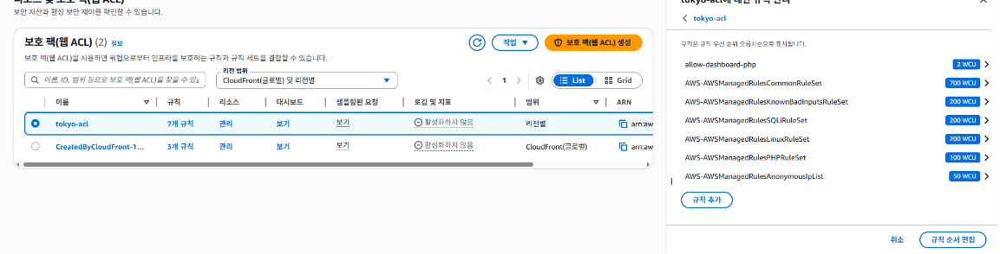 보안 자산과 활성 보안 제어를 확인할 수 있습니다.
보호 팩(웹 ACL) (2) 정보
작업
보호 팩(웹 ACL) 생성
보호 팩(웹 ACL)을 사용하면 위협으로부터 인프라를 보호하는 규칙과 규칙 세트를 결합할 수 있습니다.
이름, ID, 범위 등으로 보호 팩(웹 ACL)을 찾을 수 있
리전 범위
CloudFront(글로벌) 및 리전별
1
List
Grid
이름 규칙 리소스 대시보드 샘플링된 요청 로깅 및 지표 범위 ARN
tokyo-acl 7개 규칙 관리 보기 보기 활성화하지 않음 리전별 arn:aw
CreatedByCloudFront-1... 3개 규칙 관리 보기 보기 활성화하지 않음 CloudFront(글로벌) arn:aw
tokyo-acl에 대한 규칙 관리
tokyo-acl
규칙은 규칙 우선 순위 오름차순으로 표시됩니다.
allow-dashboard-php 2 WCU
AWS-AWSManagedRulesCommonRuleSet 700 WCU
AWS-AWSManagedRulesKnownBadInputsRuleSet 200 WCU
AWS-AWSManagedRulesSQLiRuleSet 200 WCU
AWS-AWSManagedRulesLinuxRuleSet 200 WCU
AWS-AWSManagedRulesPHPRuleSet 100 WCU
AWS-AWSManagedRulesAnonymousIpList 50 WCU
규칙 추가
취소
규칙 순서 편집